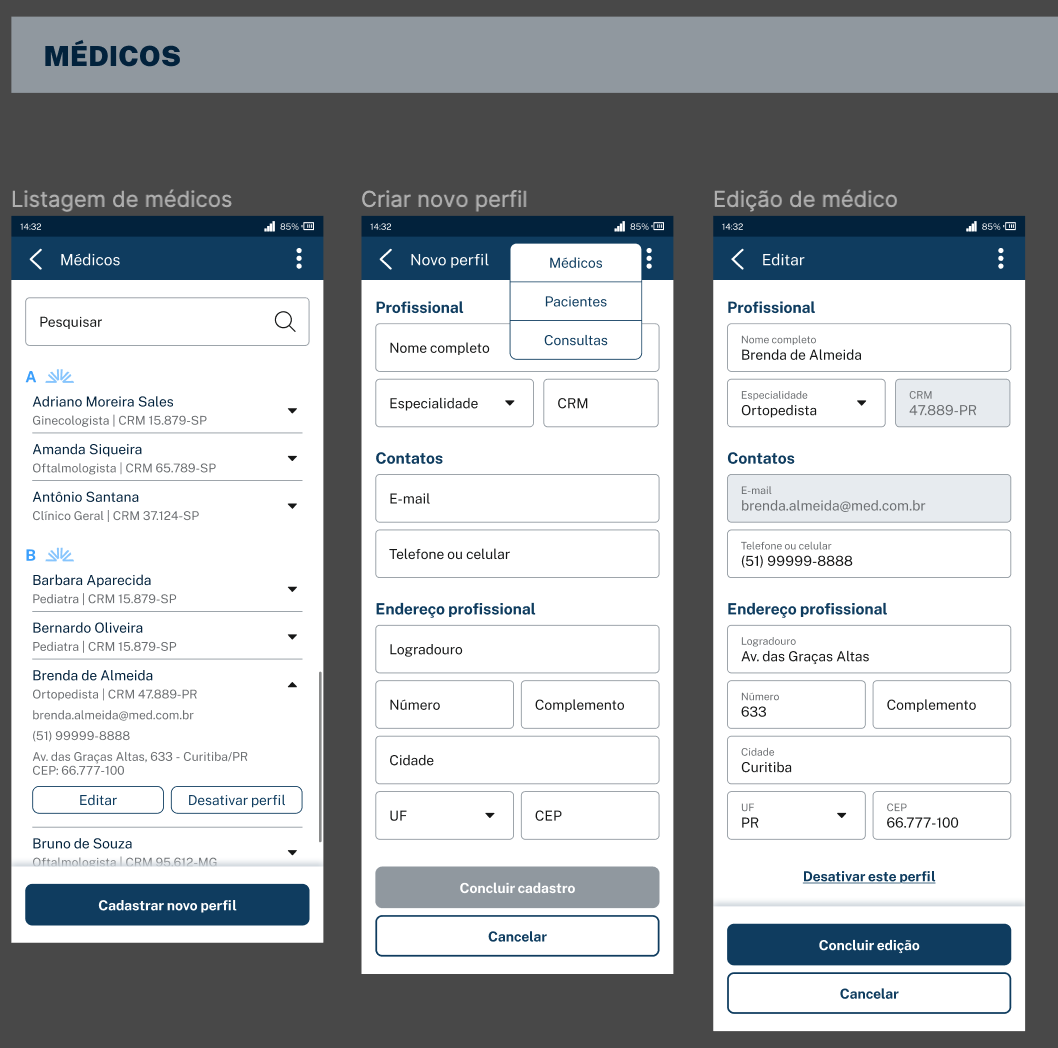 MÉDICOS
Listagem de médicos
14:32
85%
Médicos
Pesquisar
A
Adriano Moreira Sales
Ginecologista | CRM 15.879-SP
Amanda Siqueira
Oftalmologista | CRM 65.789-SP
Antônio Santana
Clínico Geral | CRM 37.124-SP
B
Barbara Aparecida
Pediatra | CRM 15.879-SP
Bernardo Oliveira
Pediatra | CRM 15.879-SP
Brenda de Almeida
Ortopedista | CRM 47.889-PR
brenda.almeida@med.com.br
(51) 99999-8888
Av. das Graças Altas, 633 - Curitiba/PR
CEP: 66.777-100
Editar
Desativar perfil
Bruno de Souza
Oftalmologista | CRM 95.612-MG
Cadastrar novo perfil
Criar novo perfil
14:32
85%
Novo perfil
Médicos
Pacientes
Consultas
Profissional
Nome completo
Especialidade
CRM
Contatos
E-mail
Telefone ou celular
Endereço profissional
Logradouro
Número
Complemento
Cidade
UF
CEP
Concluir cadastro
Cancelar
Edição de médico
14:32
85%
Editar
Profissional
Nome completo
Brenda de Almeida
Especialidade
Ortopedista
CRM
47.889-PR
Contatos
E-mail
brenda.almeida@med.com.br
Telefone ou celular
(51) 99999-8888
Endereço profissional
Logradouro
Av. das Graças Altas
Número
633
Complemento
Cidade
Curitiba
UF
PR
CEP
66.777-100
Desativar este perfil
Concluir edição
Cancelar